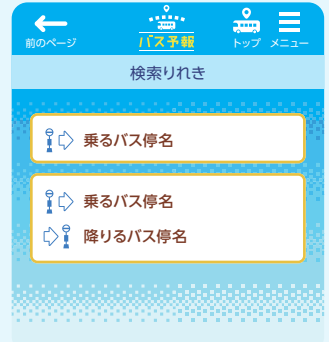 前のページ
バス予報
トップ
メニュー
検索りれき
乗るバス停名
乗るバス停名
降りるバス停名